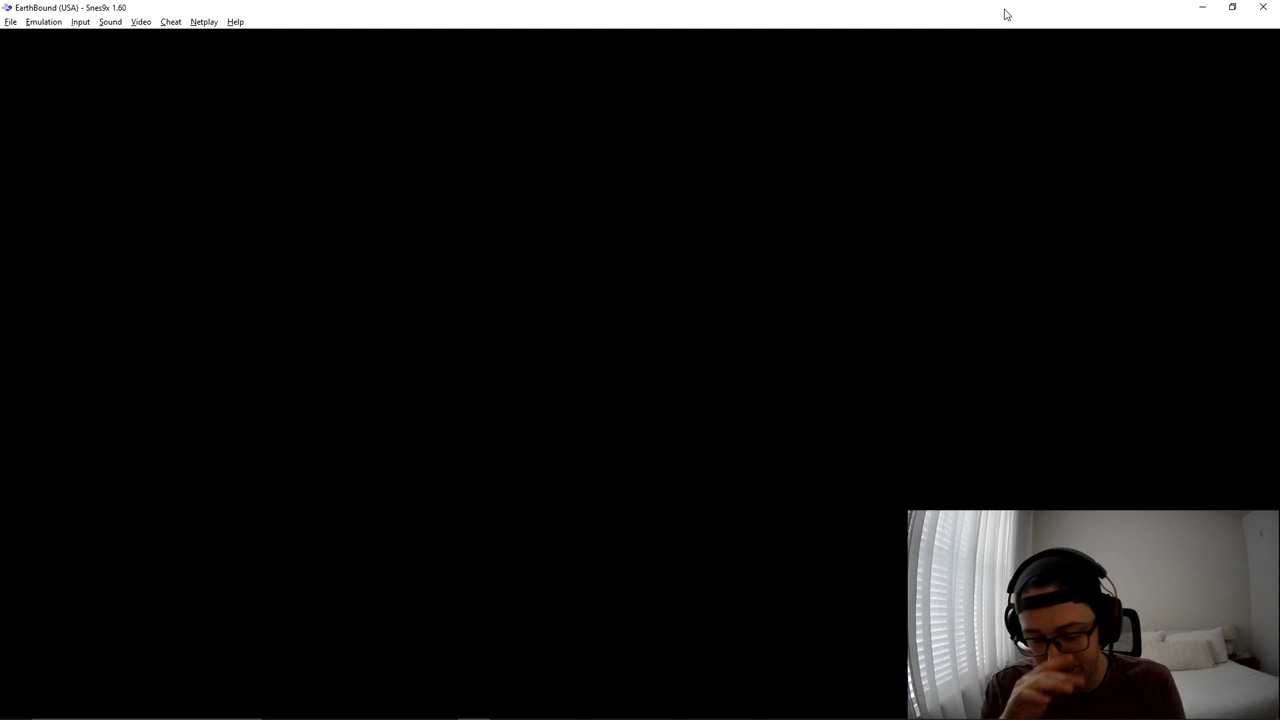 EarthBound (USA) - Snes9x 1.60
File Emulation Input Sound Video Cheat Netplay Help